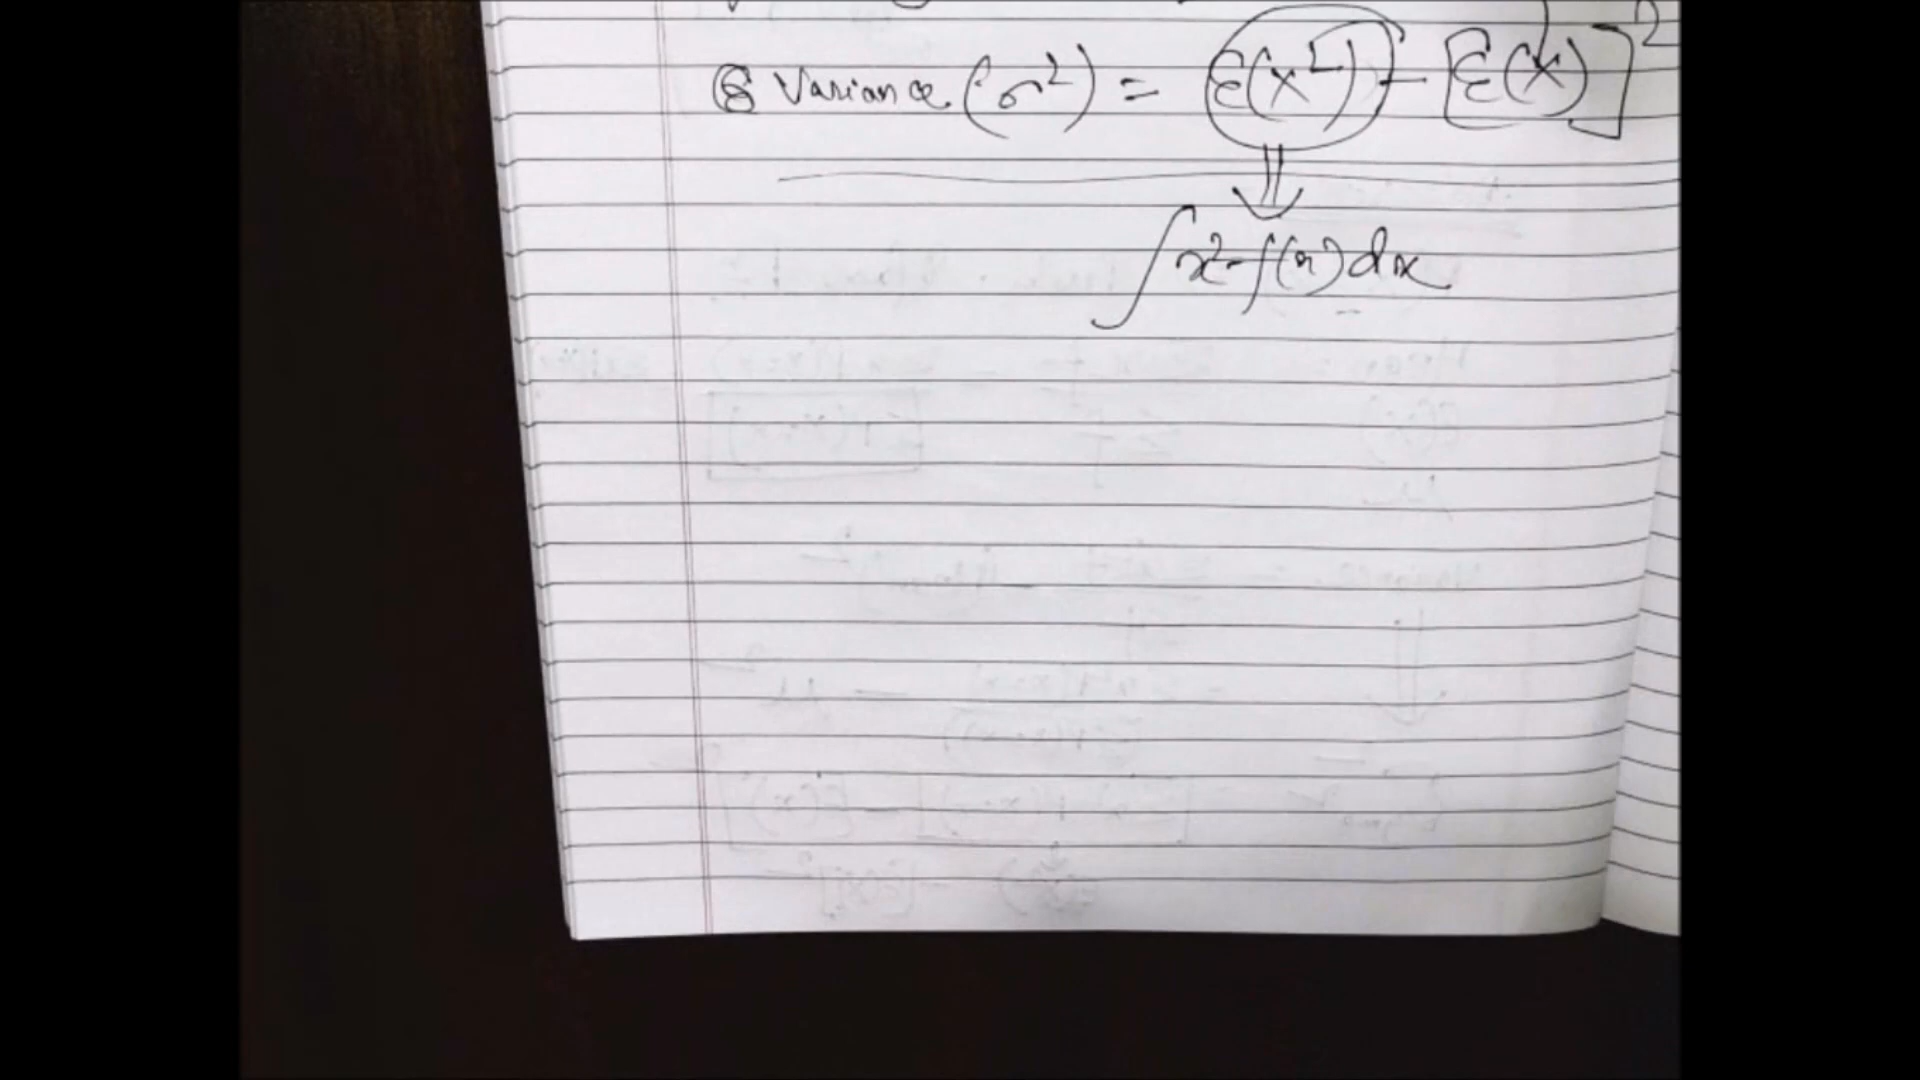 Variance (σ²) = E(x²) - [E(x)]²
⇓
∫x² f(x) dx